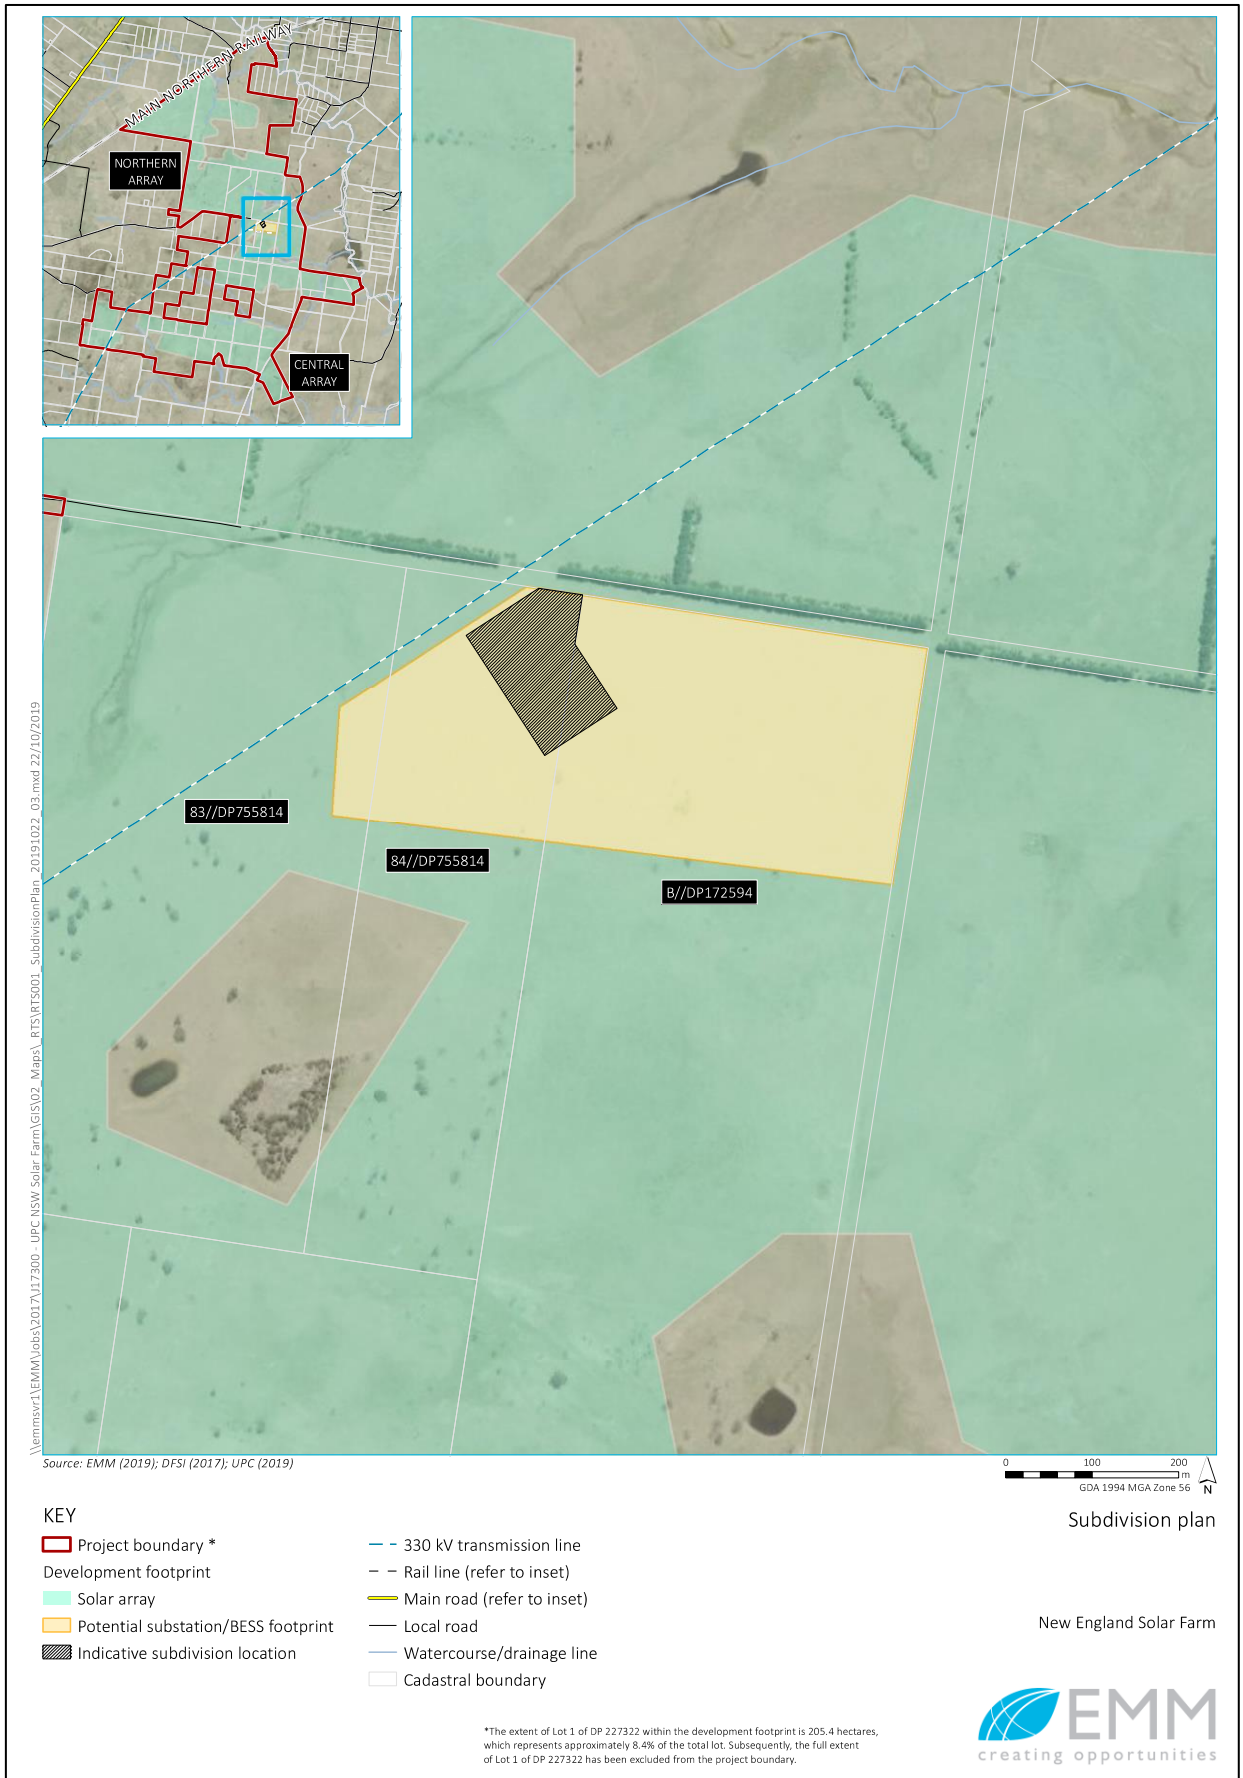 MAIN NORTHERN RAILWAY
NORTHERN
ARRAY
CENTRAL
ARRAY
83//DP755814
84//DP755814
B//DP172594
\\emmsvr1\EMM\Jobs\2017\J17300 - UPC NSW Solar Farm\GIS\02_Maps\_RTS\RTS001_SubdivisionPlan_20191022_03.mxd 22/10/2019
Source: EMM (2019); DFSI (2017); UPC (2019)
0 100 200
m
GDA 1994 MGA Zone 56
N
KEY
Project boundary *
Development footprint
Solar array
Potential substation/BESS footprint
Indicative subdivision location
330 kV transmission line
Rail line (refer to inset)
Main road (refer to inset)
Local road
Watercourse/drainage line
Cadastral boundary
*The extent of Lot 1 of DP 227322 within the development footprint is 205.4 hectares,
which represents approximately 8.4% of the total lot. Subsequently, the full extent
of Lot 1 of DP 227322 has been excluded from the project boundary.
Subdivision plan
New England Solar Farm
EMM
creating opportunities